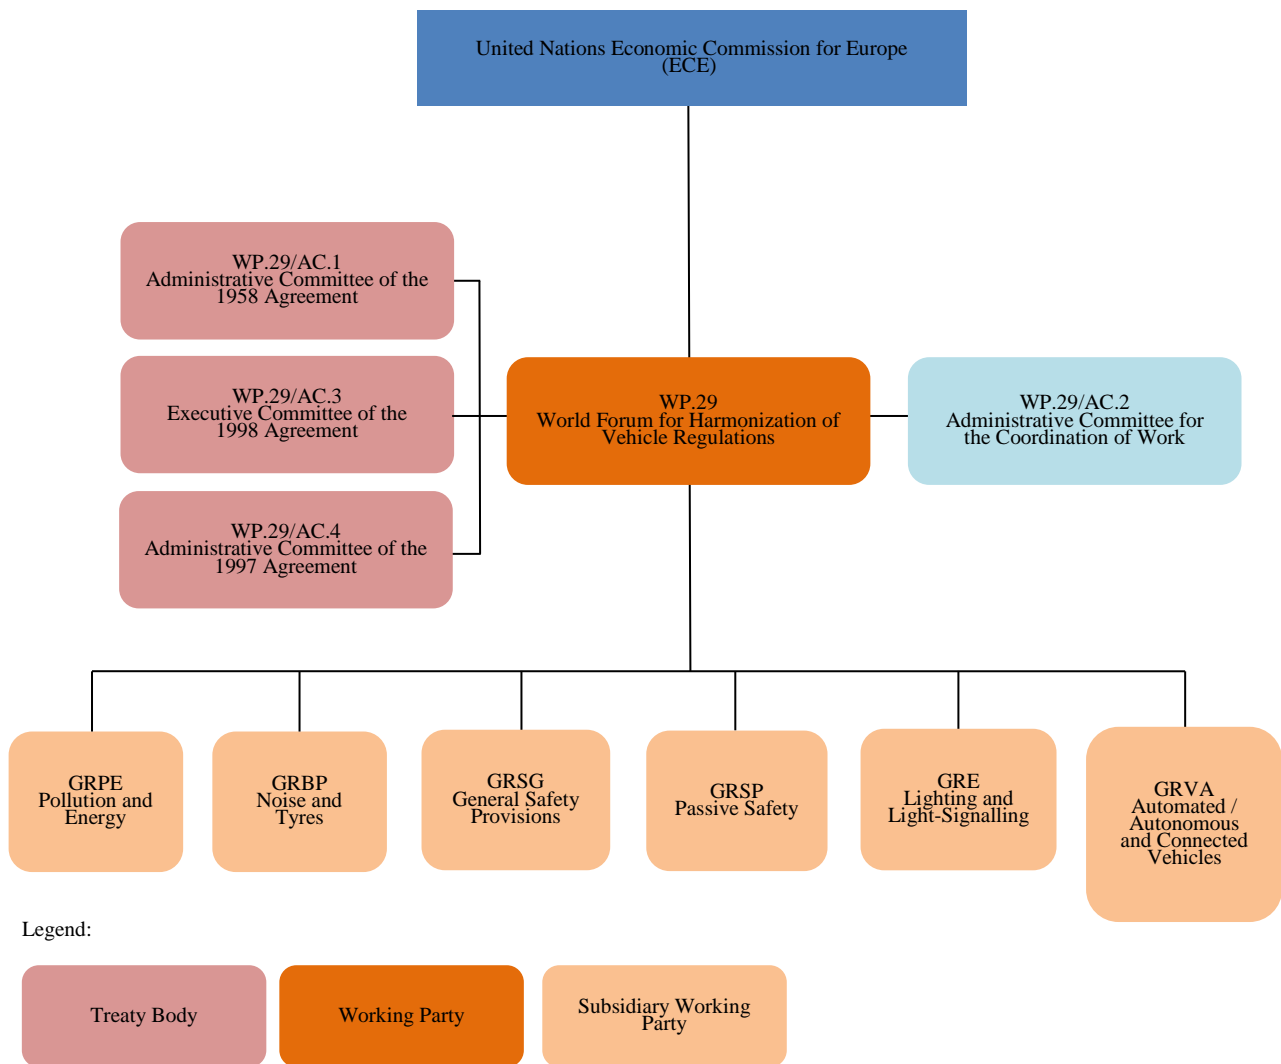 United Nations Economic Commission for Europe
(ECE)
WP.29/AC.1
Administrative Committee of the
1958 Agreement
WP.29/AC.3
Executive Committee of the
1998 Agreement
WP.29
World Forum for Harmonization of
Vehicle Regulations
WP.29/AC.2
Administrative Committee for
the Coordination of Work
WP.29/AC.4
Administrative Committee of the
1997 Agreement
GRPE
Pollution and
Energy
GRBP
Noise and
Tyres
GRSG
General Safety
Provisions
GRSP
Passive Safety
GRE
Lighting and
Light-Signalling
GRVA
Automated /
Autonomous
and Connected
Vehicles
Legend:
Treaty Body
Working Party
Subsidiary Working
Party